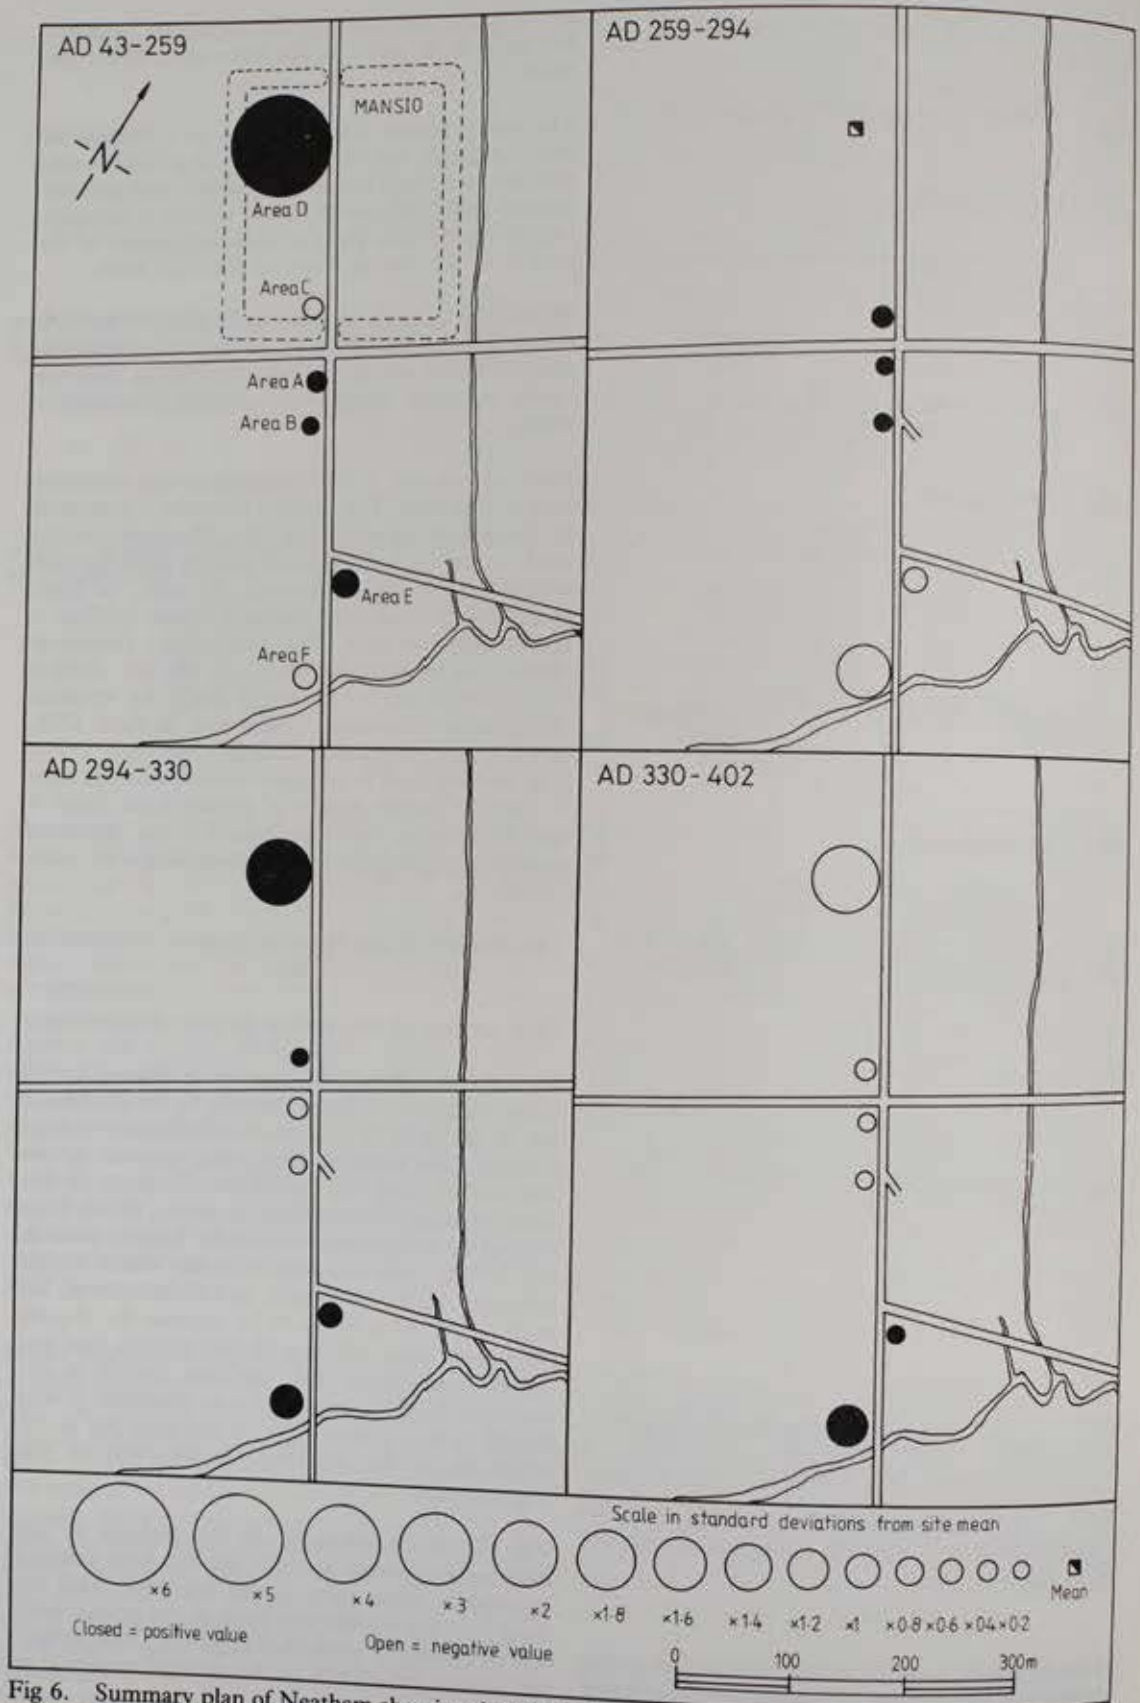 AD 43-259
AD 259-294
N
MANSIO
Area D
Area C
Area A
Area B
Area E
Area F
AD 294-330
AD 330-402
Scale in standard deviations from site mean
×6
×5
×4
×3
×2
×1·8
×1·6
×1·4
×1·2
×1
×0·8 ×0·6 ×0·4 ×0·2
Mean
Closed = positive value
Open = negative value
0 100 200 300m
Fig 6. Summary plan of Neatham